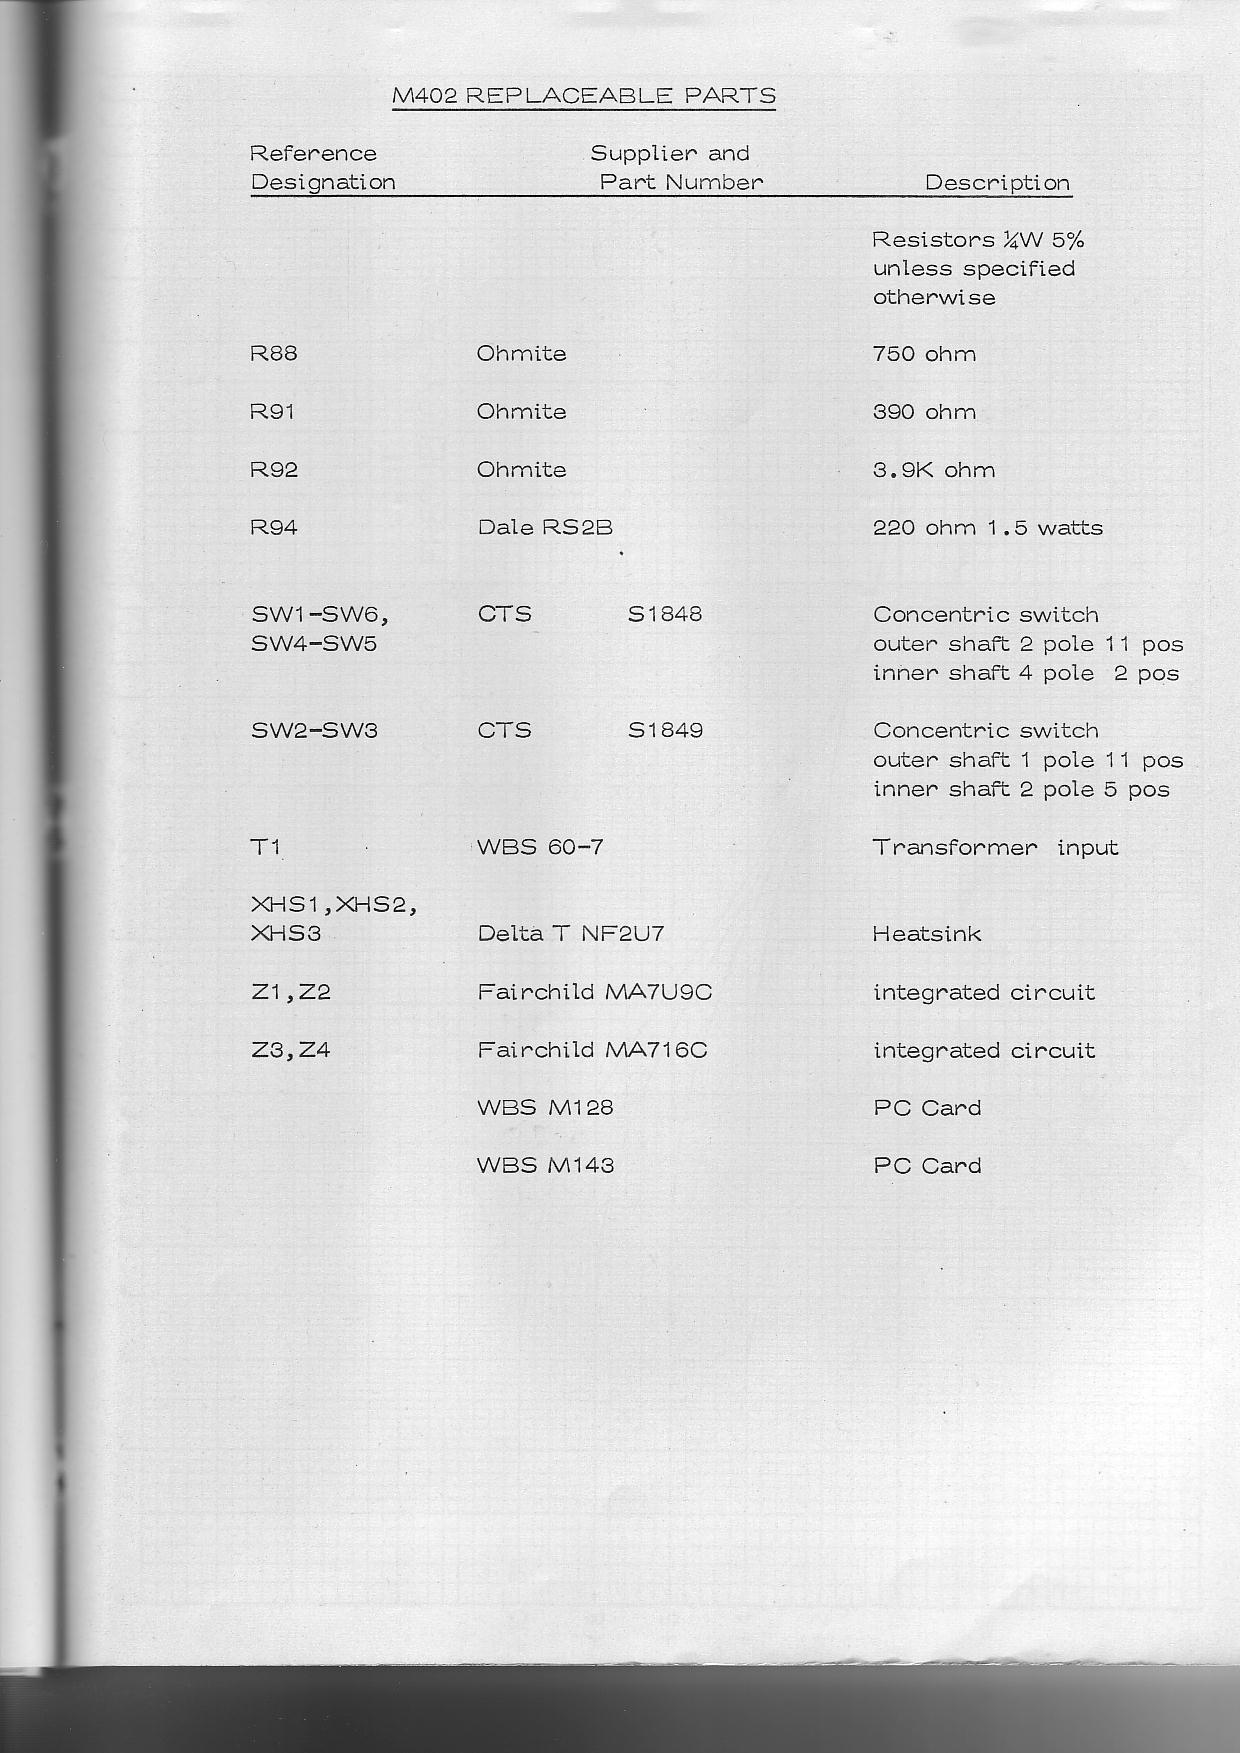 M402 REPLACEABLE PARTS
Reference Supplier and
Designation Part Number Description
Resistors ¼W 5%
unless specified
otherwise
R88 Ohmite 750 ohm
R91 Ohmite 390 ohm
R92 Ohmite 3.9K ohm
R94 Dale RS2B 220 ohm 1.5 watts
SW1-SW6, CTS S1848 Concentric switch
SW4-SW5 outer shaft 2 pole 11 pos
inner shaft 4 pole 2 pos
SW2-SW3 CTS S1849 Concentric switch
outer shaft 1 pole 11 pos
inner shaft 2 pole 5 pos
T1 WBS 60-7 Transformer input
XHS1,XHS2,
XHS3 Delta T NF2U7 Heatsink
Z1,Z2 Fairchild MA7U9C integrated circuit
Z3,Z4 Fairchild MA716C integrated circuit
WBS M128 PC Card
WBS M143 PC Card